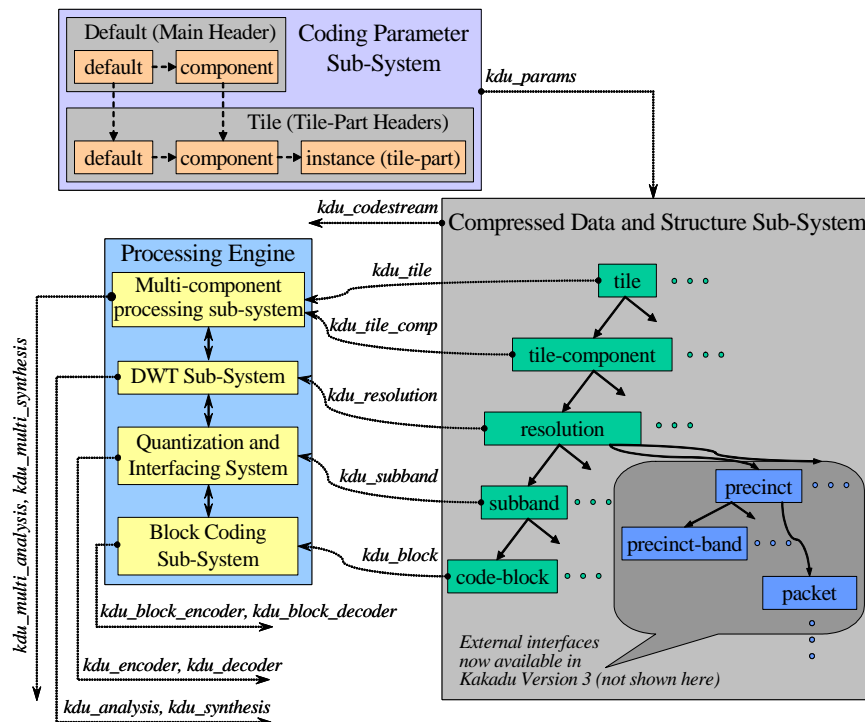 Default (Main Header)
default
component
Coding Parameter
Sub-System
kdu_params
Tile (Tile-Part Headers)
default
component
instance (tile-part)
kdu_codestream
Compressed Data and Structure Sub-System
Processing Engine
Multi-component
processing sub-system
kdu_tile
tile
kdu_tile_comp
tile-component
DWT Sub-System
kdu_resolution
resolution
Quantization and
Interfacing System
kdu_subband
subband
precinct
precinct-band
Block Coding
Sub-System
kdu_block
code-block
packet
kdu_multi_analysis, kdu_multi_synthesis
kdu_block_encoder, kdu_block_decoder
kdu_encoder, kdu_decoder
kdu_analysis, kdu_synthesis
External interfaces
now available in
Kakadu Version 3 (not shown here)